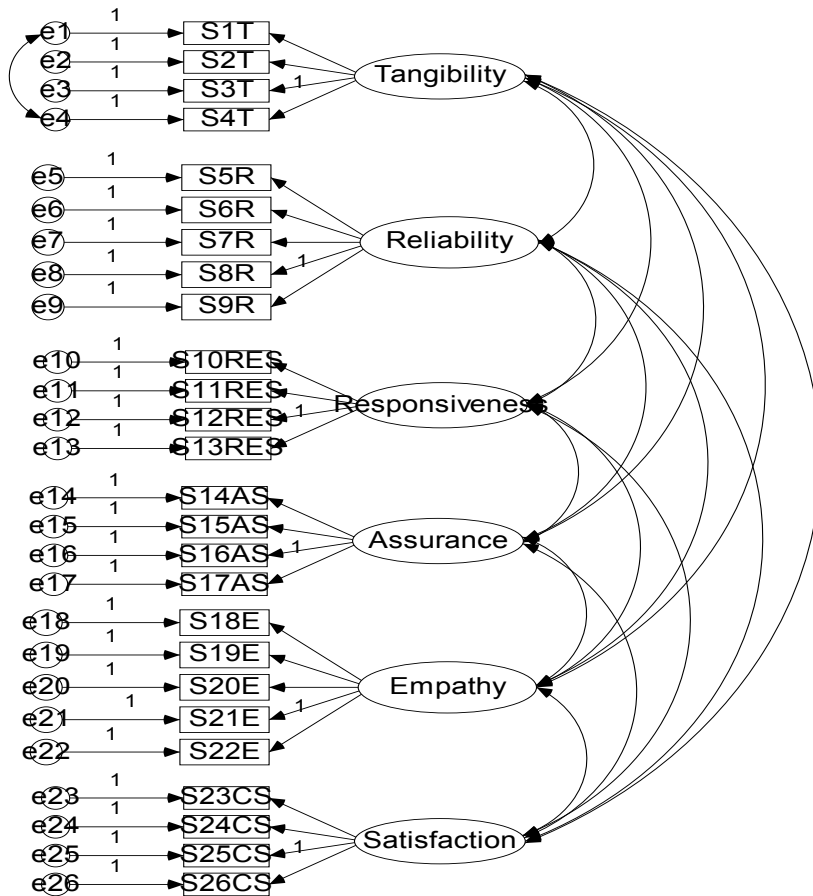 e1 1 S1T
e2 1 S2T
e3 1 S3T 1
e4 1 S4T
Tangibility
e5 1 S5R
e6 1 S6R
e7 1 S7R
e8 1 S8R 1
e9 1 S9R
Reliability
e10 1 S10RES
e11 1 S11RES
e12 1 S12RES 1
e13 1 S13RES
Responsiveness
e14 1 S14AS
e15 1 S15AS
e16 1 S16AS 1
e17 1 S17AS
Assurance
e18 1 S18E
e19 1 S19E
e20 1 S20E
e21 1 S21E 1
e22 1 S22E
Empathy
e23 1 S23CS
e24 1 S24CS
e25 1 S25CS 1
e26 1 S26CS
Satisfaction